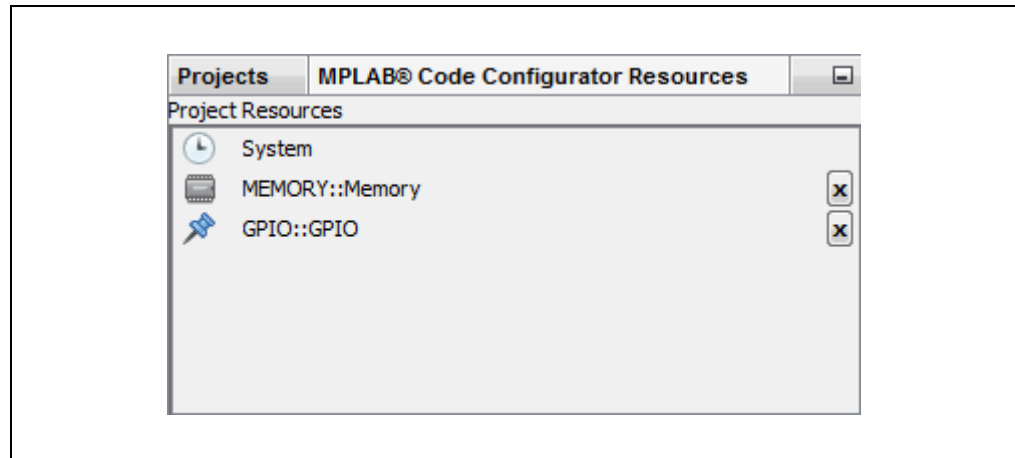 Projects MPLAB® Code Configurator Resources
Project Resources
System
MEMORY::Memory x
GPIO::GPIO x